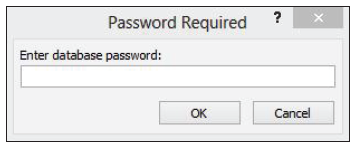 Password Required ?
Enter database password:
OK Cancel